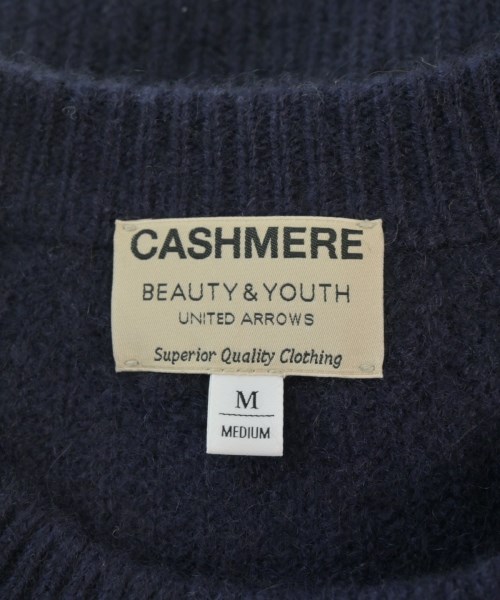 CASHMERE
BEAUTY & YOUTH
UNITED ARROWS
Superior Quality Clothing
M
MEDIUM